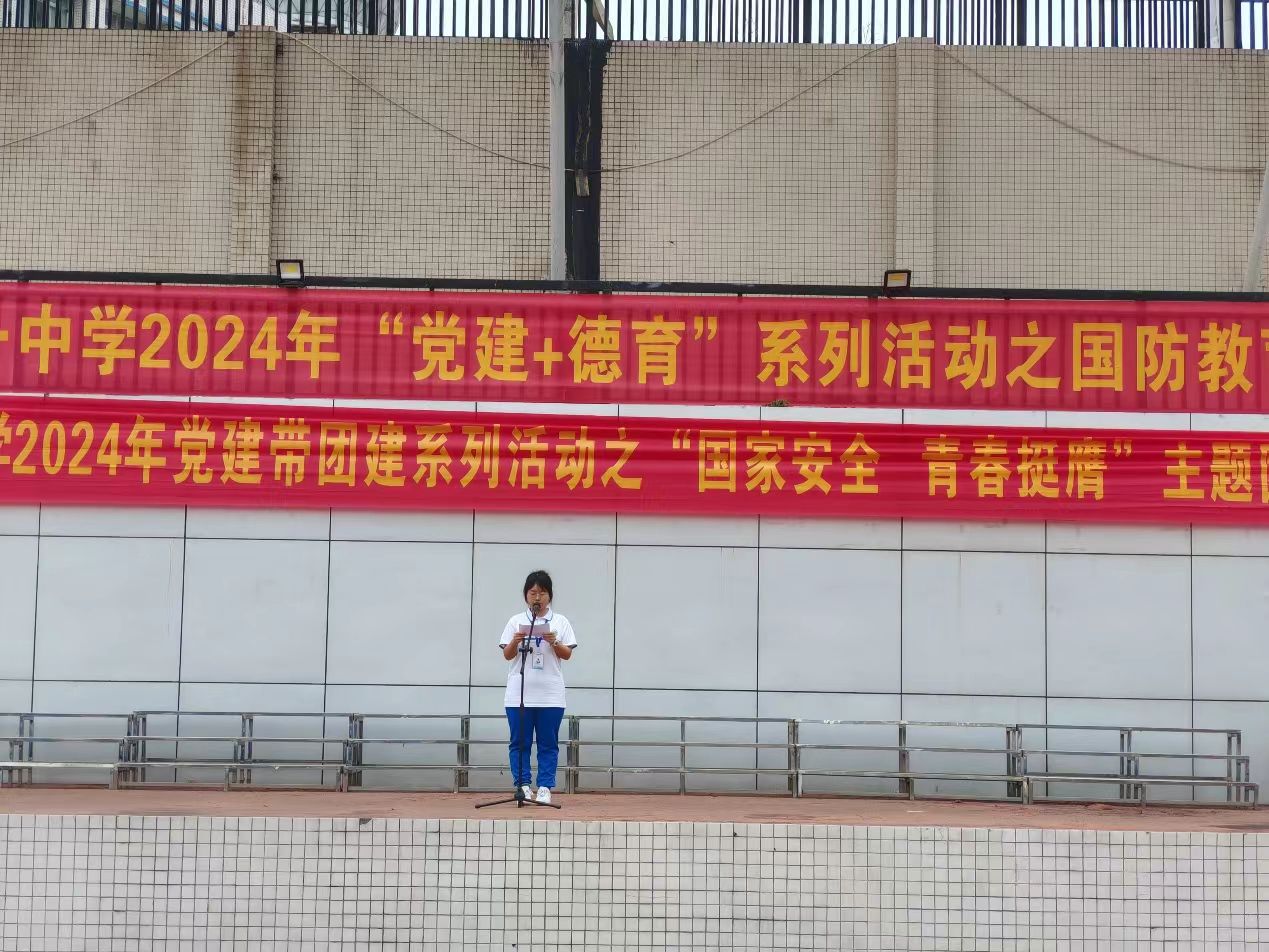 中学2024年“党建+德育”系列活动之国防教
2024年党建带团建系列活动之“国家安全 青春挺膺”主题